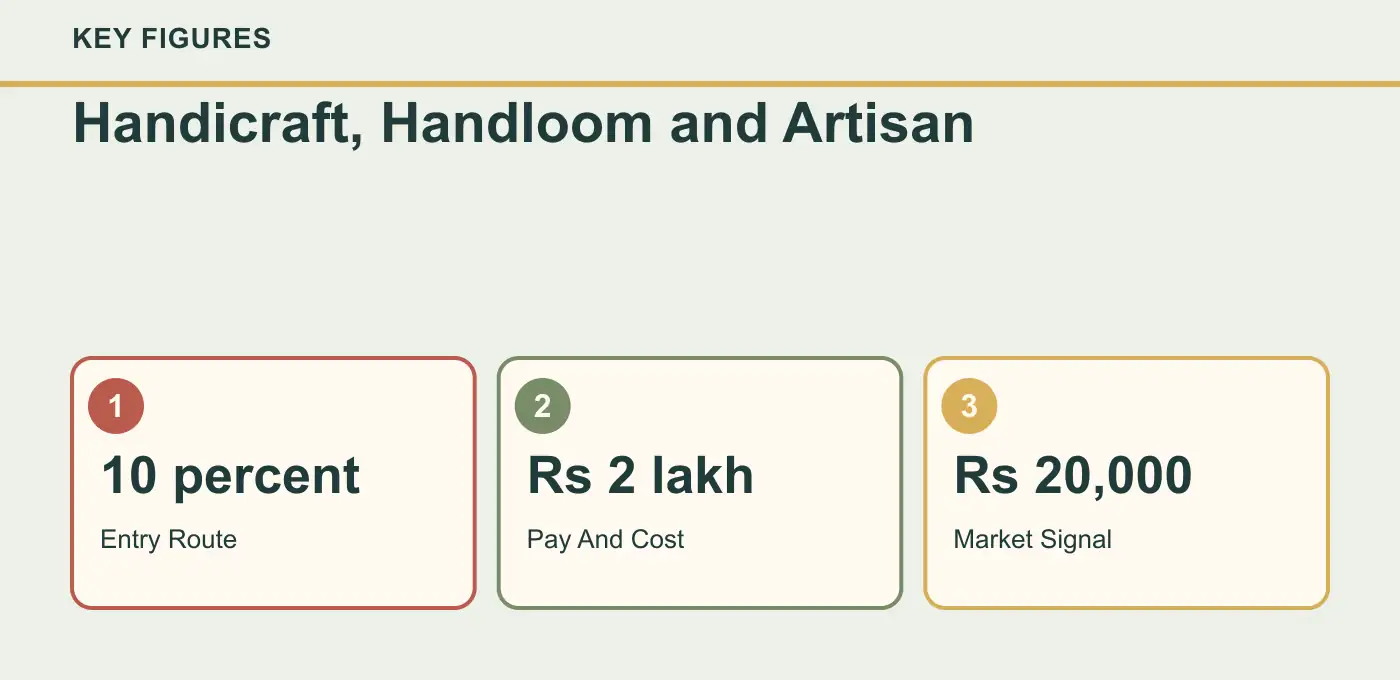 KEY FIGURES
Handicraft, Handloom and Artisan
1
10 percent
Entry Route
2
Rs 2 lakh
Pay And Cost
3
Rs 20,000
Market Signal